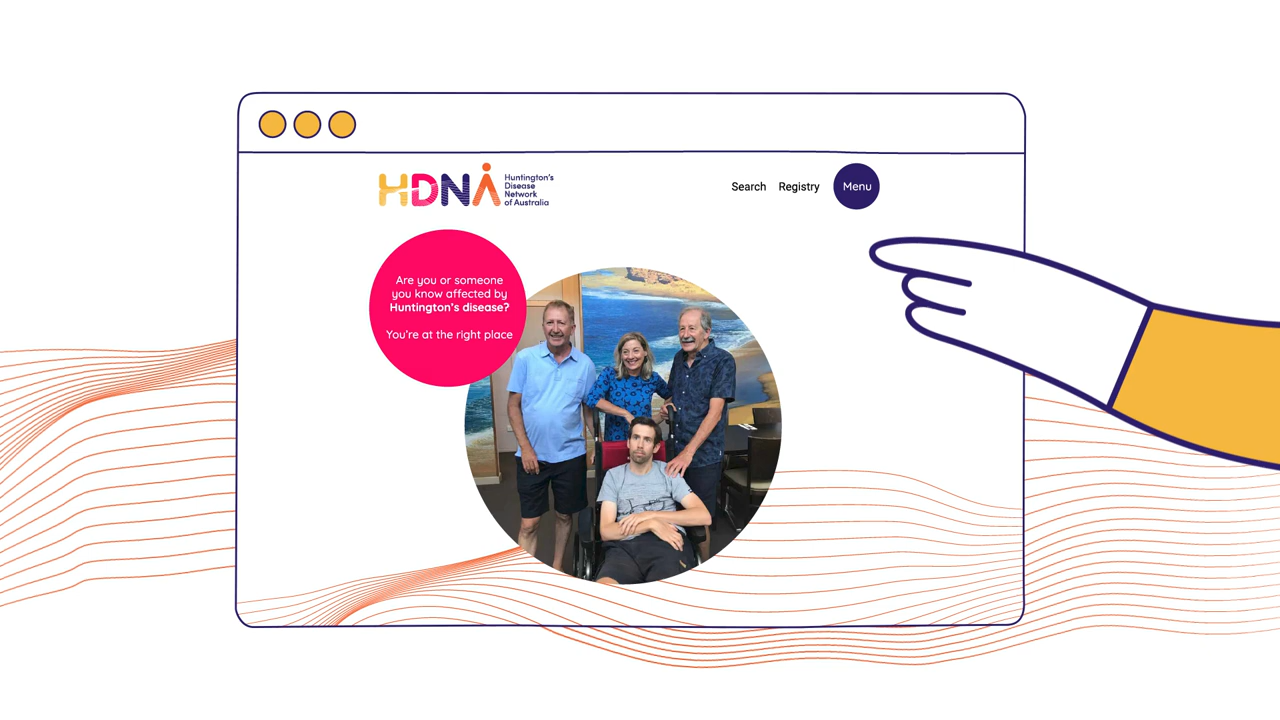 HDNA
Huntington's
Disease
Network
of Australia
Search Registry Menu
Are you or someone
you know affected by
Huntington's disease?
You're at the right place